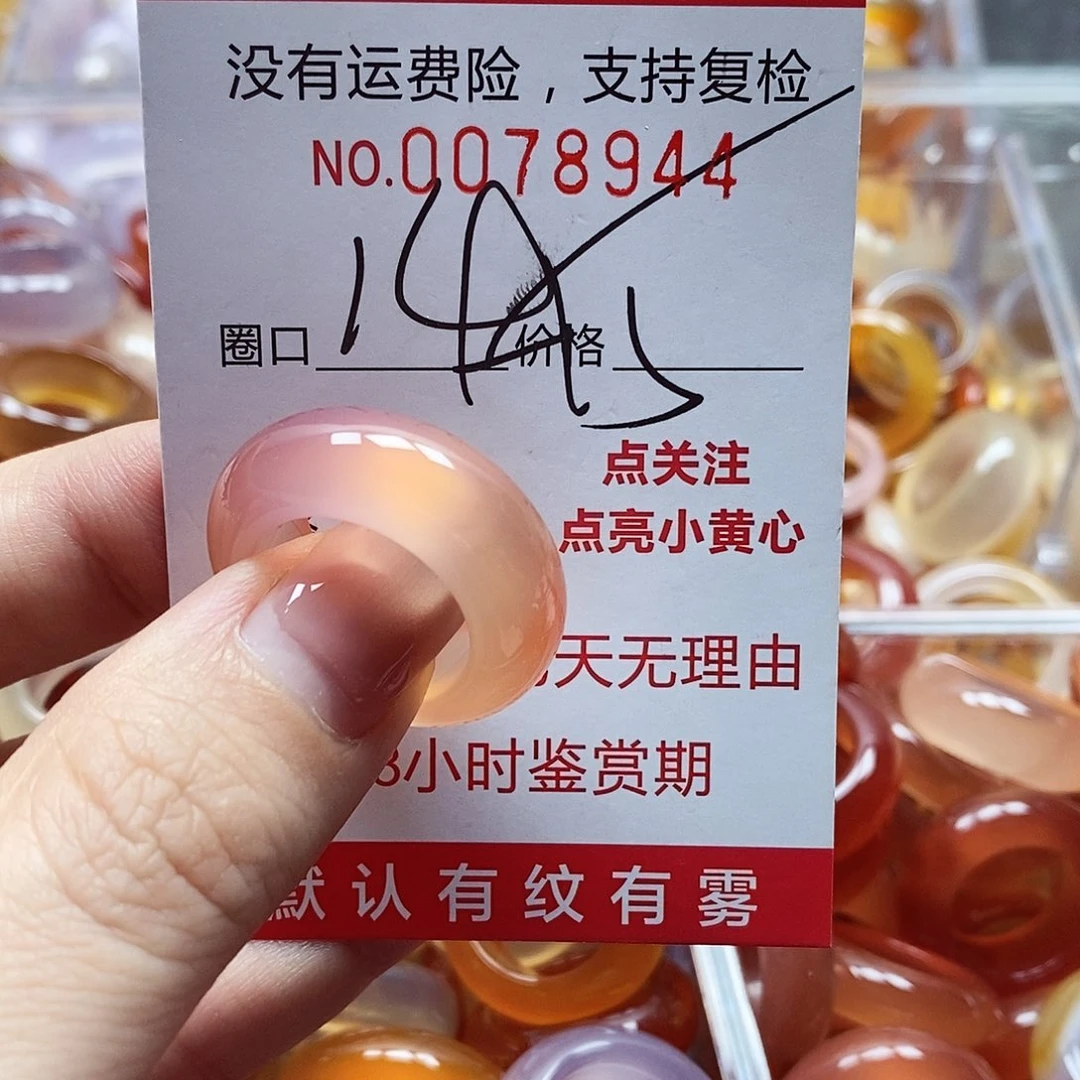 没有运费险，支持复检
NO.0078944
圈口 价格
点关注
点亮小黄心
天无理由
8小时鉴赏期
默认有纹有雾